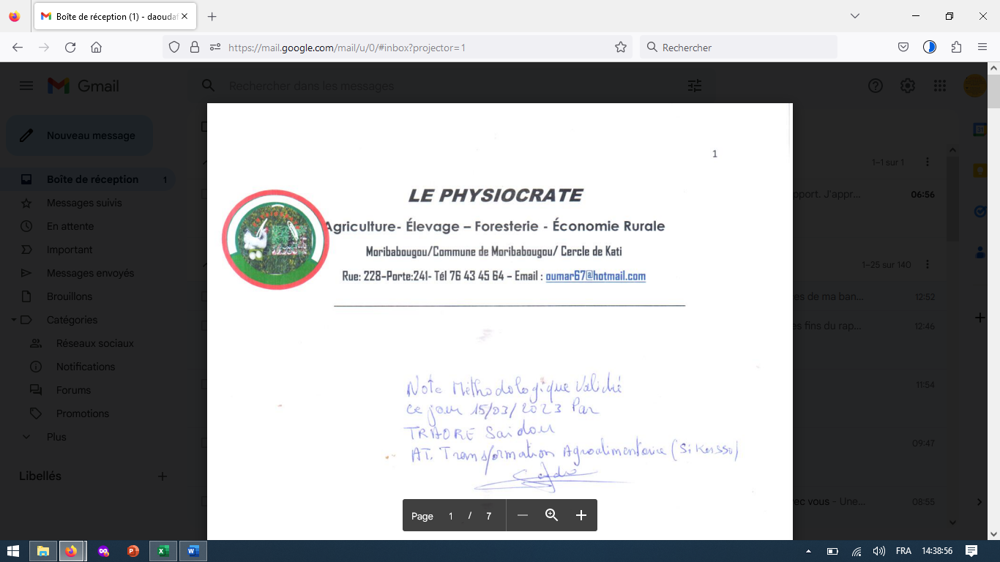 Boîte de réception (1) - daouda
https://mail.google.com/mail/u/0/#inbox?projector=1
Rechercher
Gmail
Rechercher dans les messages
Nouveau message
Boîte de réception 1
Messages suivis
En attente
Important
Messages envoyés
Brouillons
Catégories
Réseaux sociaux
Notifications
Forums
Promotions
Plus
Libellés
1
LE PHYSIOCRATE
Agriculture- Élevage – Foresterie - Économie Rurale
Moribabougou/Commune de Moribabougou/ Cercle de Kati
Rue: 228–Porte:241- Tél 76 43 45 64 – Email : oumar67@hotmail.com
Note Méthodologique Validé
ce jour 15/03/2023 Par
TRAORE Saidou
AT. Transformation Agroalimentaire (Sikasso)
Page 1 / 7
1–1 sur 1
pport. J'appr... 06:56
1–25 sur 140
es de ma ban... 12:52
es fins du rap... 12:46
11:54
09:47
ec vous - Une... 08:55
31
FRA 14:38:56